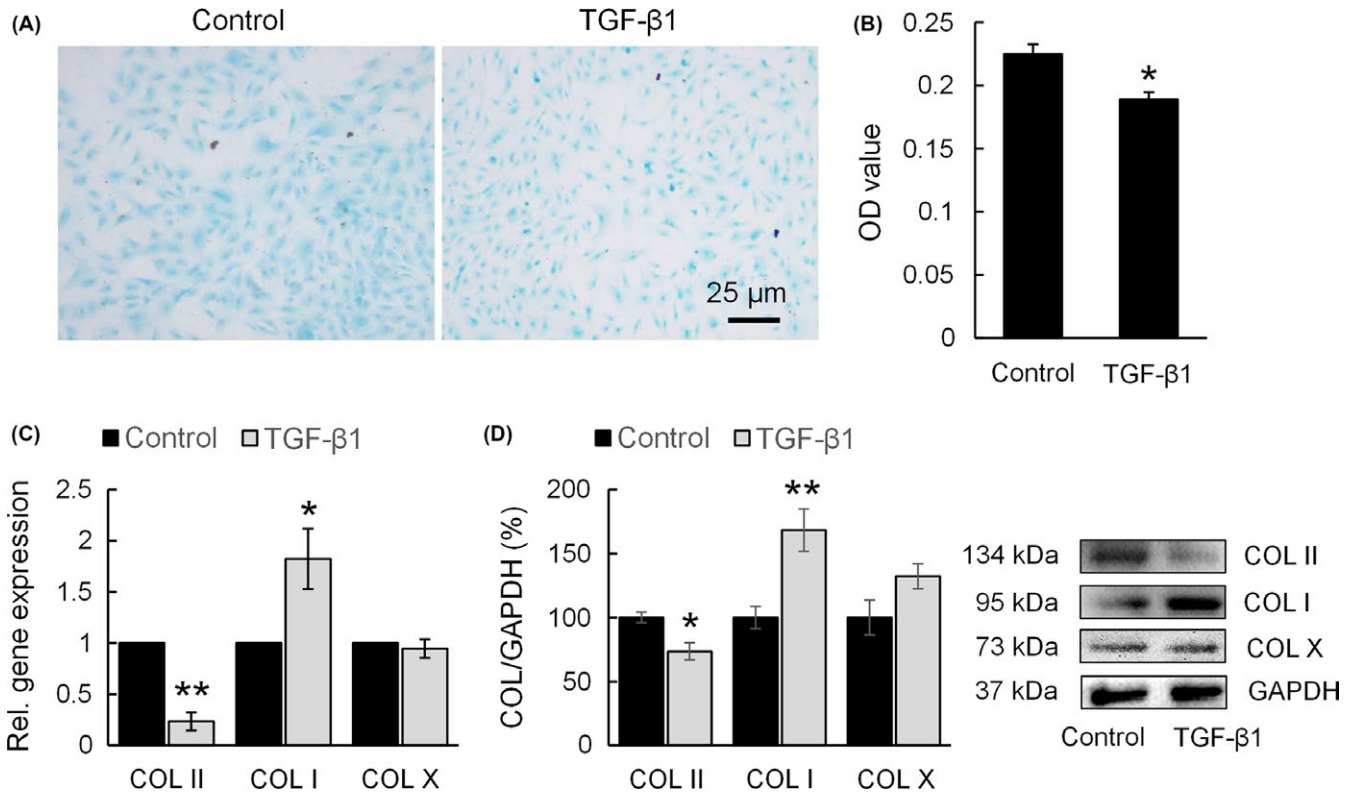 (A)
Control
TGF-β1
25 μm
(B)
OD value
0.25
0.2
0.15
0.1
0.05
0
*
Control
TGF-β1
(C)
Control
TGF-β1
Rel. gene expression
2.5
2
1.5
1
0.5
0
**
*
COL II
COL I
COL X
(D)
Control
TGF-β1
COL/GAPDH (%)
200
150
100
50
0
*
**
COL II
COL I
COL X
134 kDa
COL II
95 kDa
COL I
73 kDa
COL X
37 kDa
GAPDH
Control
TGF-β1